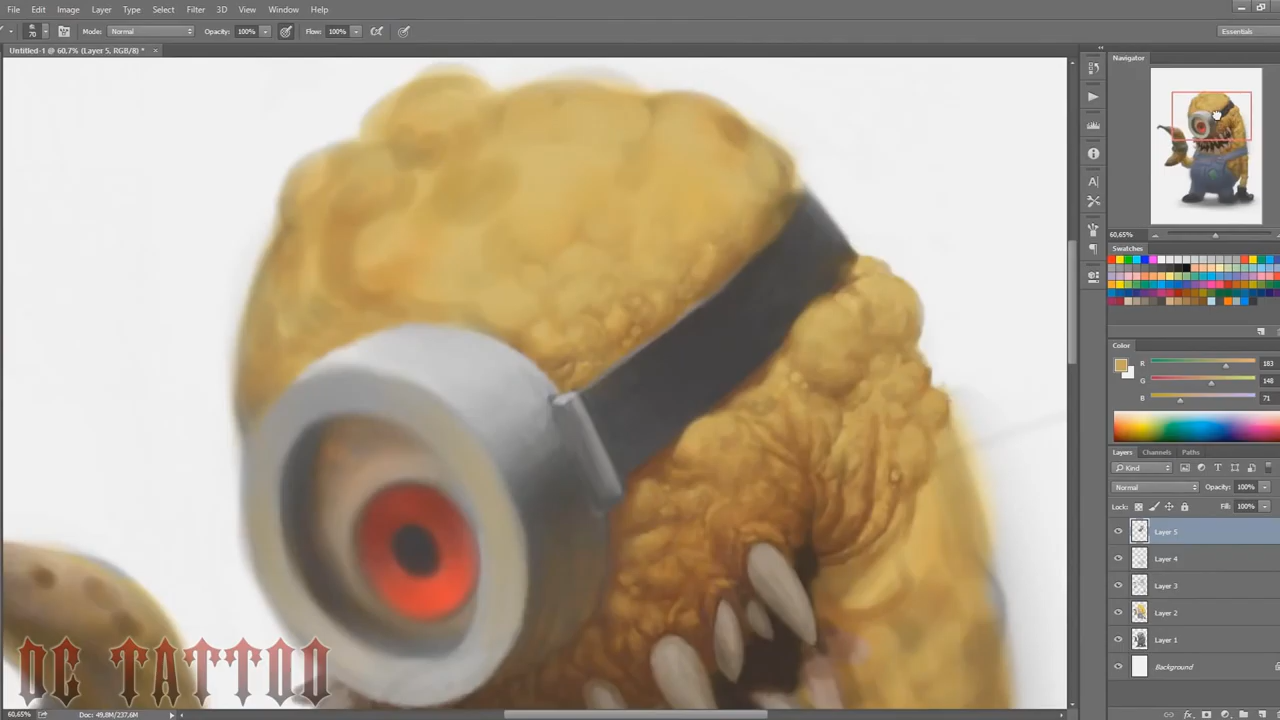 File Edit Image Layer Type Select Filter 3D View Window Help
70 Mode: Normal Opacity: 100% Flow: 100% Essentials
Untitled-1 @ 60,7% (Layer 5, RGB/8) * ×
Navigator
60,65%
Swatches
Color
R 183
G 148
B 71
Layers Channels Paths
Kind
Normal Opacity: 100%
Lock: Fill: 100%
Layer 5
Layer 4
Layer 3
Layer 2
Layer 1
Background
DC TATTOO
60,65% Doc: 49,8M/237,6M